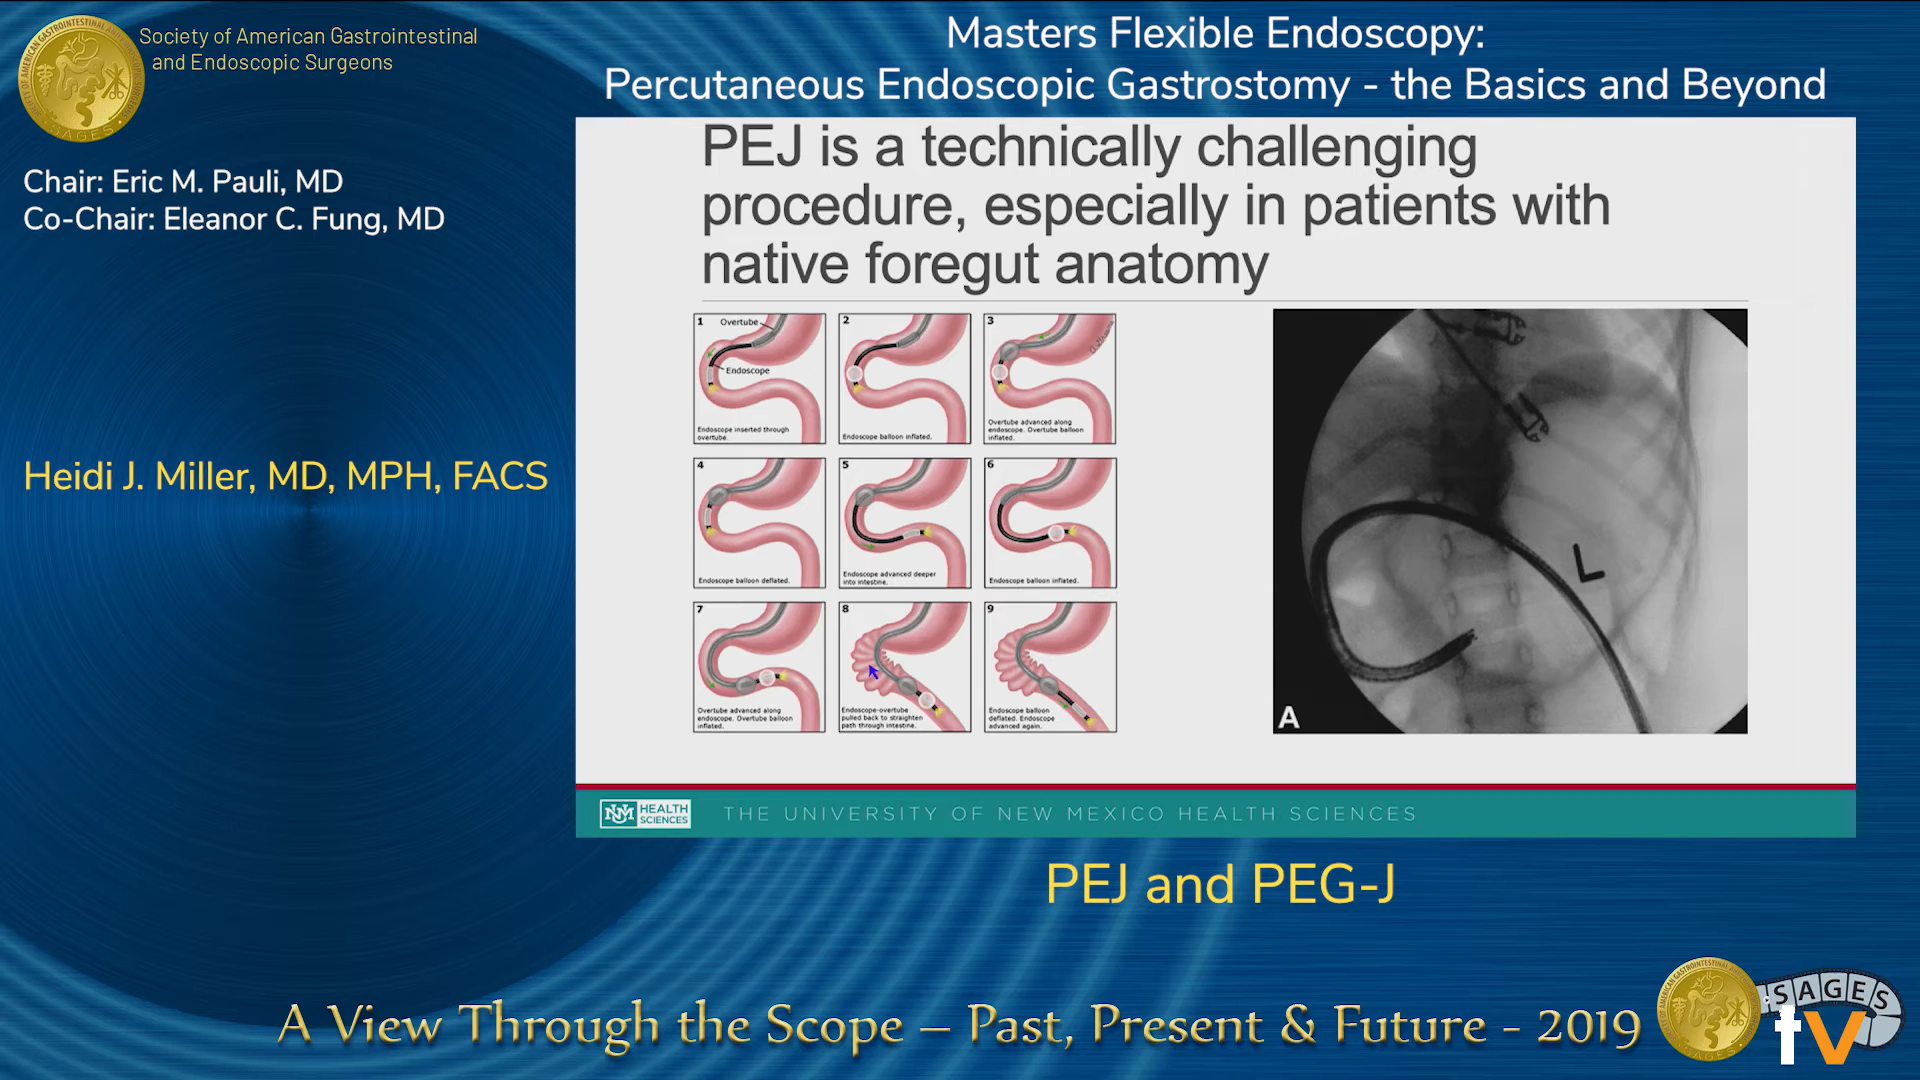 Society of American Gastrointestinal
and Endoscopic Surgeons
Masters Flexible Endoscopy:
Percutaneous Endoscopic Gastrostomy - the Basics and Beyond
Chair: Eric M. Pauli, MD
Co-Chair: Eleanor C. Fung, MD
Heidi J. Miller, MD, MPH, FACS
PEJ is a technically challenging
procedure, especially in patients with
native foregut anatomy
1
Overtube
Endoscope
Endoscope inserted through
overtube.
2
Endoscope balloon inflated.
3
Overtube advanced along
endoscope. Overtube balloon
inflated.
4
Endoscope balloon deflated.
5
Endoscope advanced deeper
into intestine.
6
Endoscope balloon inflated.
7
Overtube advanced along
endoscope. Overtube balloon
inflated.
8
Endoscope-overtube
pulled back to straighten
path through intestine.
9
Endoscope balloon
deflated. Endoscope
advanced again.
L
A
UNM
HEALTH
SCIENCES
THE UNIVERSITY OF NEW MEXICO HEALTH SCIENCES
PEJ and PEG-J
A View Through the Scope – Past, Present & Future - 2019
SAGES
tv
SAGES